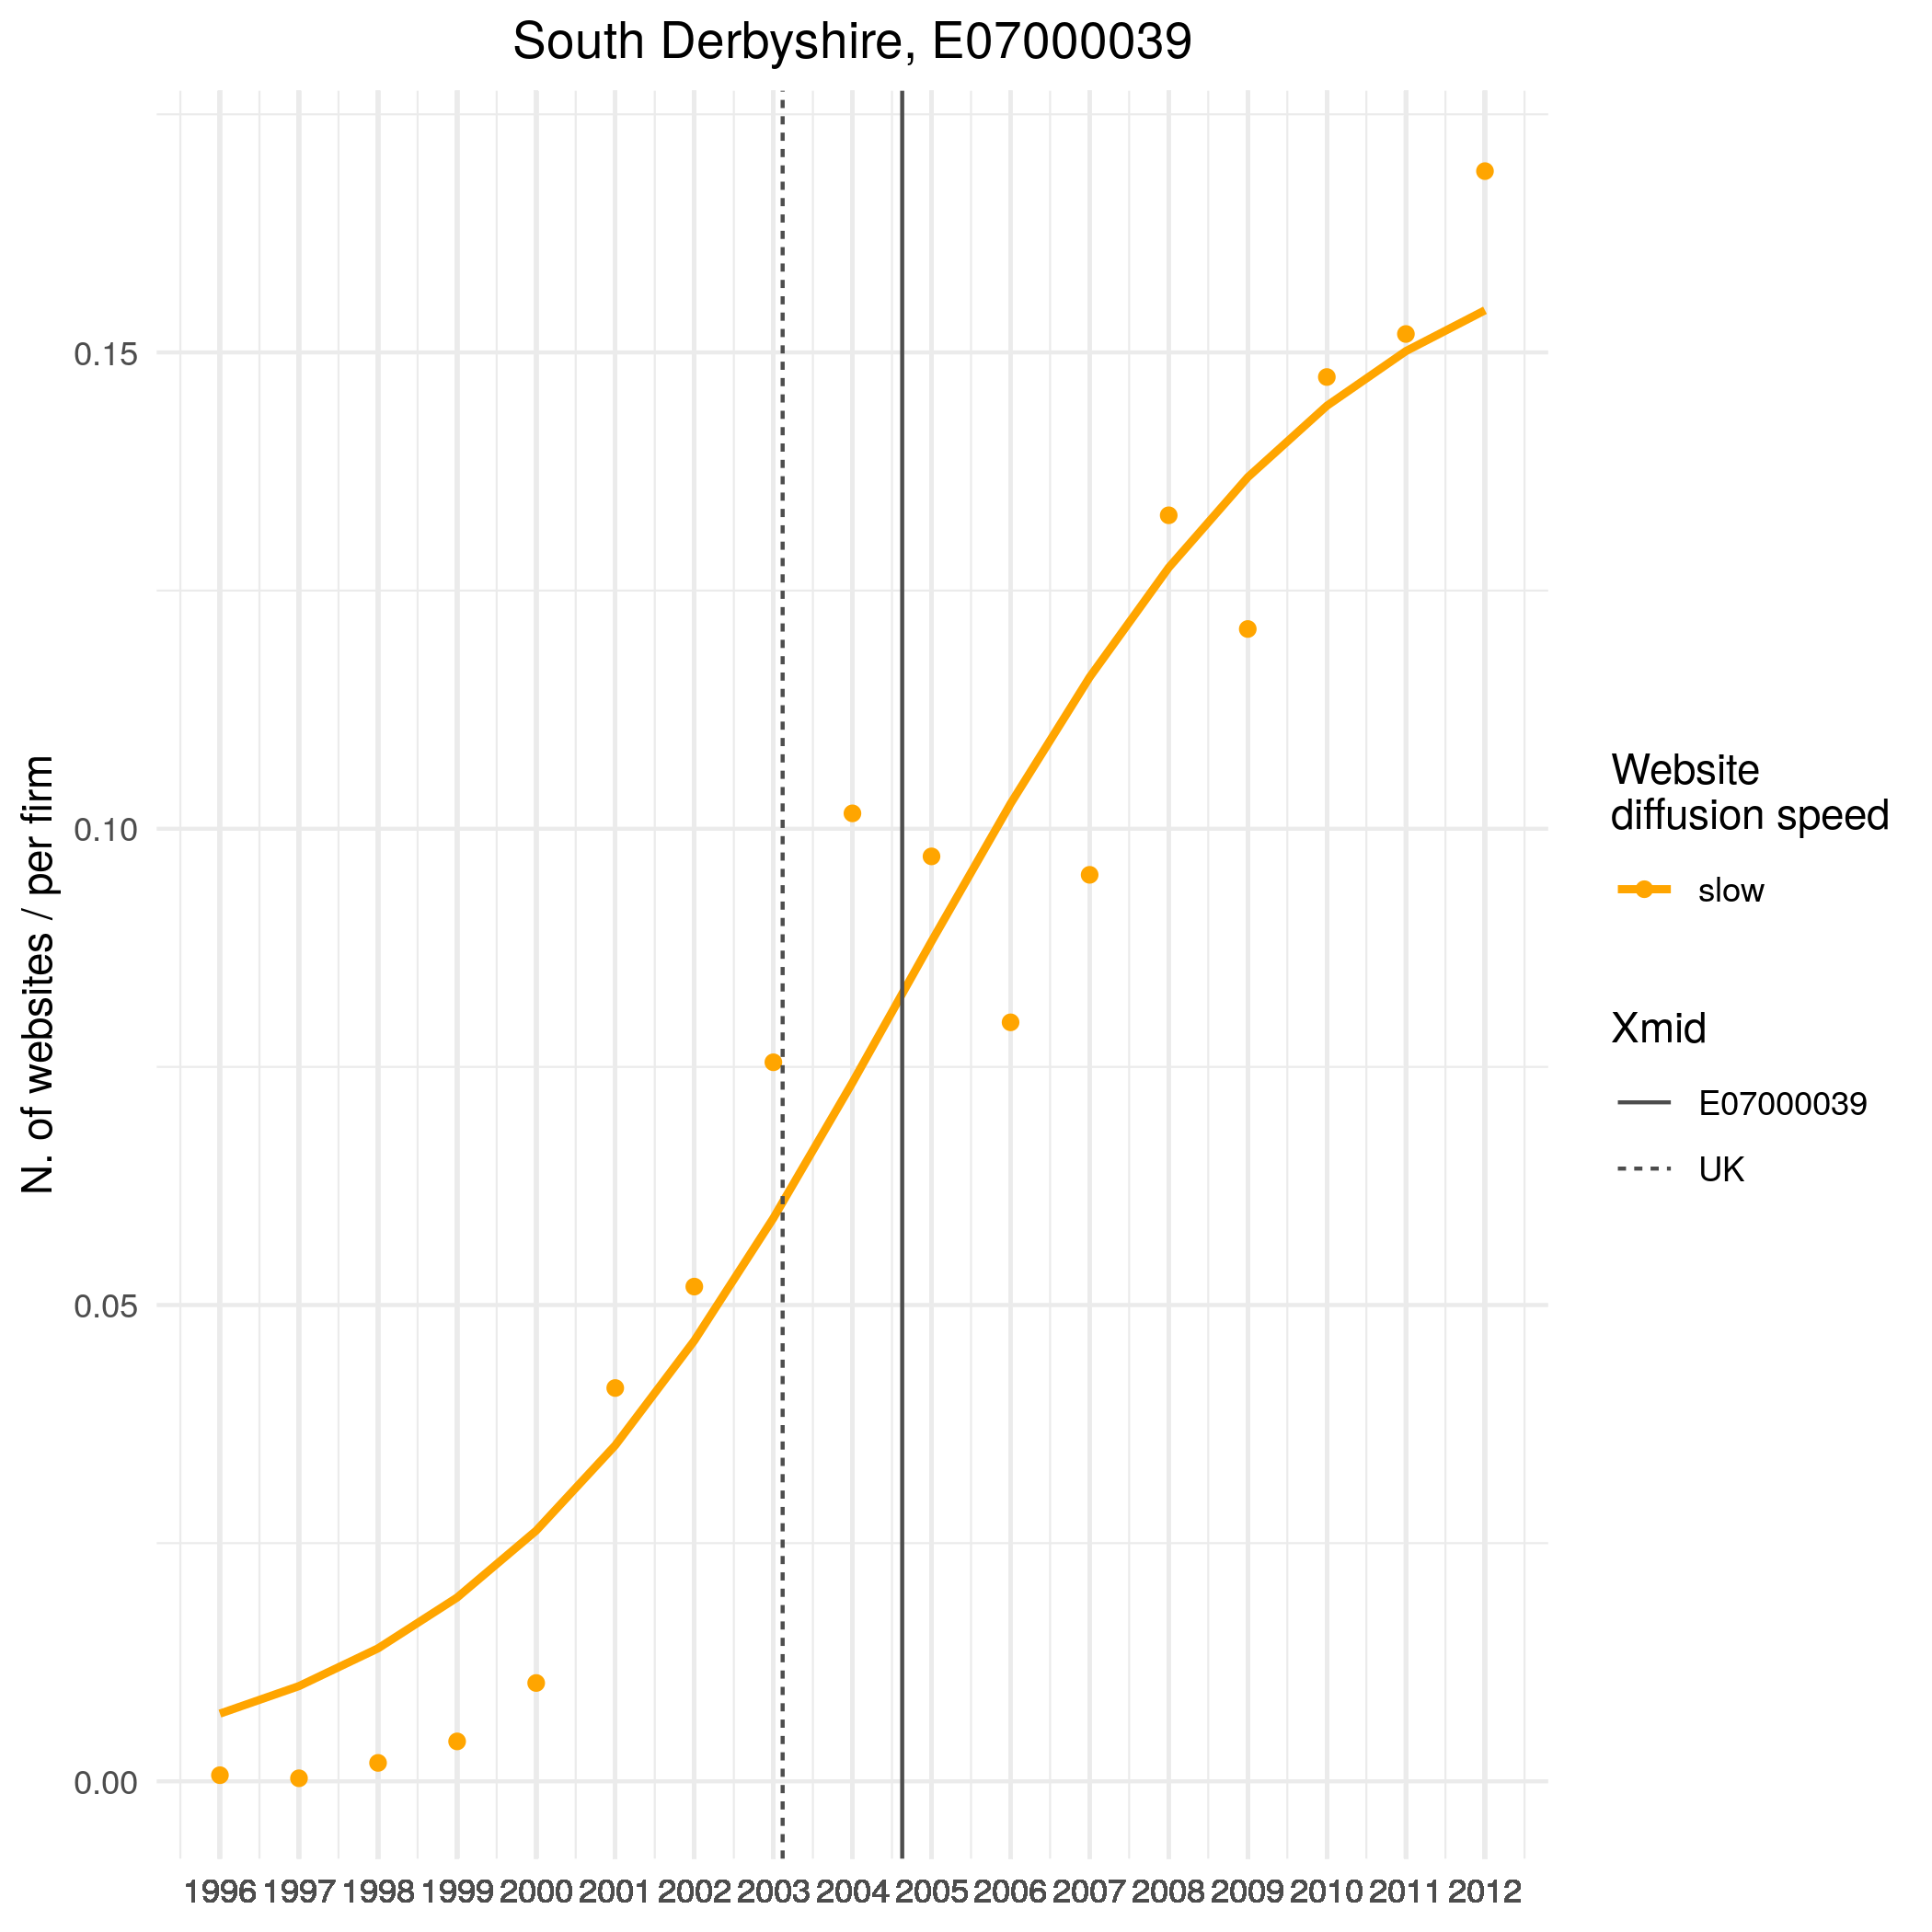 South Derbyshire, E07000039
N. of websites / per firm
0.15
0.10
0.05
0.00
1996 1997 1998 1999 2000 2001 2002 2003 2004 2005 2006 2007 2008 2009 2010 2011 2012
Website
diffusion speed
slow
Xmid
E07000039
UK